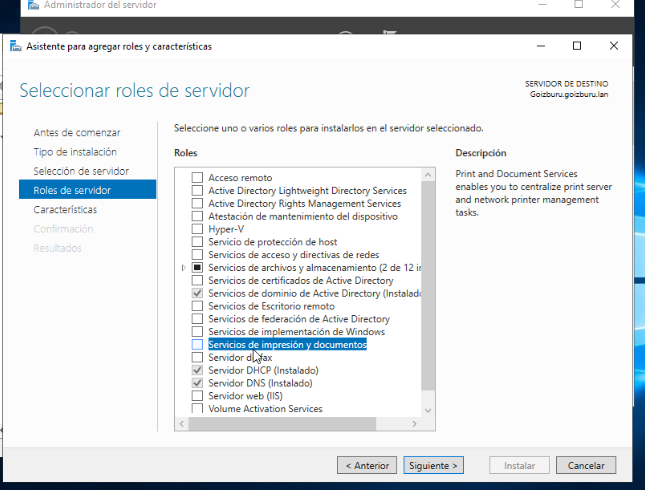 Administrador del servidor
Asistente para agregar roles y características
Seleccionar roles de servidor
SERVIDOR DE DESTINO
Goizburu.goizburu.lan
Antes de comenzar
Tipo de instalación
Selección de servidor
Roles de servidor
Características
Confirmación
Resultados
Seleccione uno o varios roles para instalarlos en el servidor seleccionado.
Roles
Acceso remoto
Active Directory Lightweight Directory Services
Active Directory Rights Management Services
Atestación de mantenimiento del dispositivo
Hyper-V
Servicio de protección de host
Servicios de acceso y directivas de redes
Servicios de archivos y almacenamiento (2 de 12 in
Servicios de certificados de Active Directory
Servicios de dominio de Active Directory (Instalado
Servicios de Escritorio remoto
Servicios de federación de Active Directory
Servicios de implementación de Windows
Servicios de impresión y documentos
Servidor de fax
Servidor DHCP (Instalado)
Servidor DNS (Instalado)
Servidor web (IIS)
Volume Activation Services
Descripción
Print and Document Services
enables you to centralize print server
and network printer management
tasks.
< Anterior
Siguiente >
Instalar
Cancelar